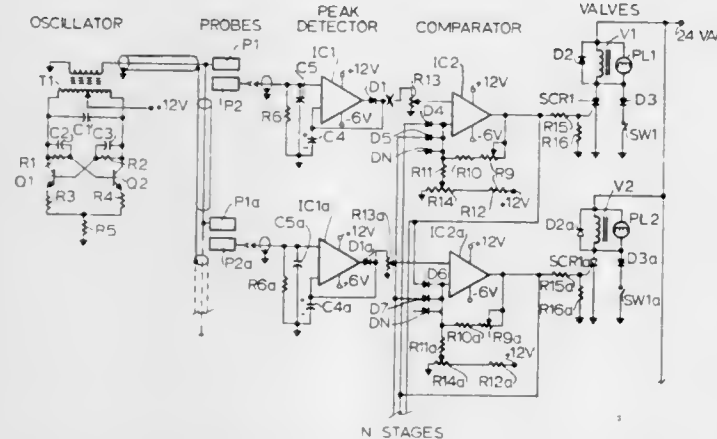 OSCILLATOR
PROBES
PEAK
DETECTOR
COMPARATOR
VALVES
P1
P2
T1
+12V
C1
C2
C3
R1
R2
Q1
Q2
R3
R4
R5
C5
IC1
+12V
D1
-6V
R6
C4
R13
IC2
+12V
D4
-6V
D5
DN
R11
R10
R9
R14
R12
+12V
V1
24 VA
D2
PL1
SCR1
D3
R15
R16
SW1
P1a
P2a
C5a
IC1a
+12V
D1a
-6V
R6a
C4a
R13a
IC2a
+12V
D6
-6V
D7
DN
R10a
R9a
R11a
12V
R14a
R12a
V2
D2a
PL2
SCR1a
D3a
R15a
R16a
SW1a
N STAGES